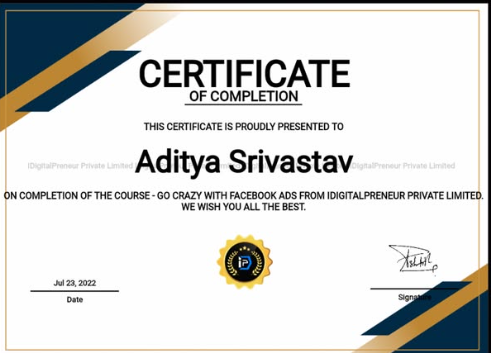 CERTIFICATE
OF COMPLETION
THIS CERTIFICATE IS PROUDLY PRESENTED TO
IDigitalPreneur Private Limited
Aditya Srivastav
DigitalPreneur Private Limited
ON COMPLETION OF THE COURSE - GO CRAZY WITH FACEBOOK ADS FROM IDIGITALPRENEUR PRIVATE LIMITED.
WE WISH YOU ALL THE BEST.
Jul 23, 2022
Date
Signature